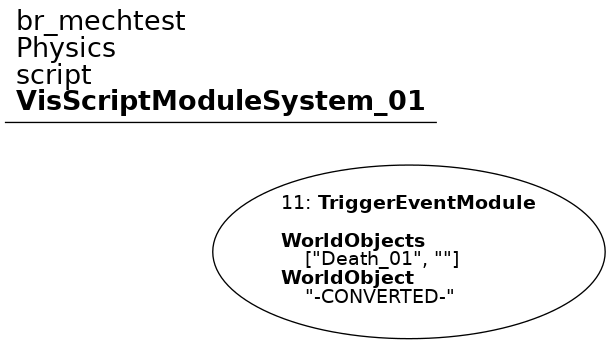 br_mechtest
Physics
script
VisScriptModuleSystem_01
11: TriggerEventModule
WorldObjects
["Death_01", ""]
WorldObject
"-CONVERTED-"